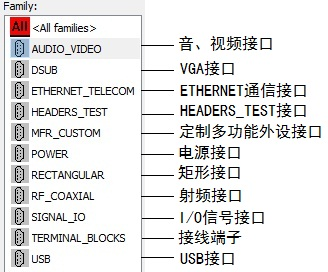 Family:
All <All families>
AUDIO_VIDEO 音、视频接口
DSUB VGA接口
ETHERNET_TELECOM ETHERNET通信接口
HEADERS_TEST HEADERS_TEST接口
MFR_CUSTOM 定制多功能外设接口
POWER 电源接口
RECTANGULAR 矩形接口
RF_COAXIAL 射频接口
SIGNAL_IO I/O信号接口
TERMINAL_BLOCKS 接线端子
USB USB接口